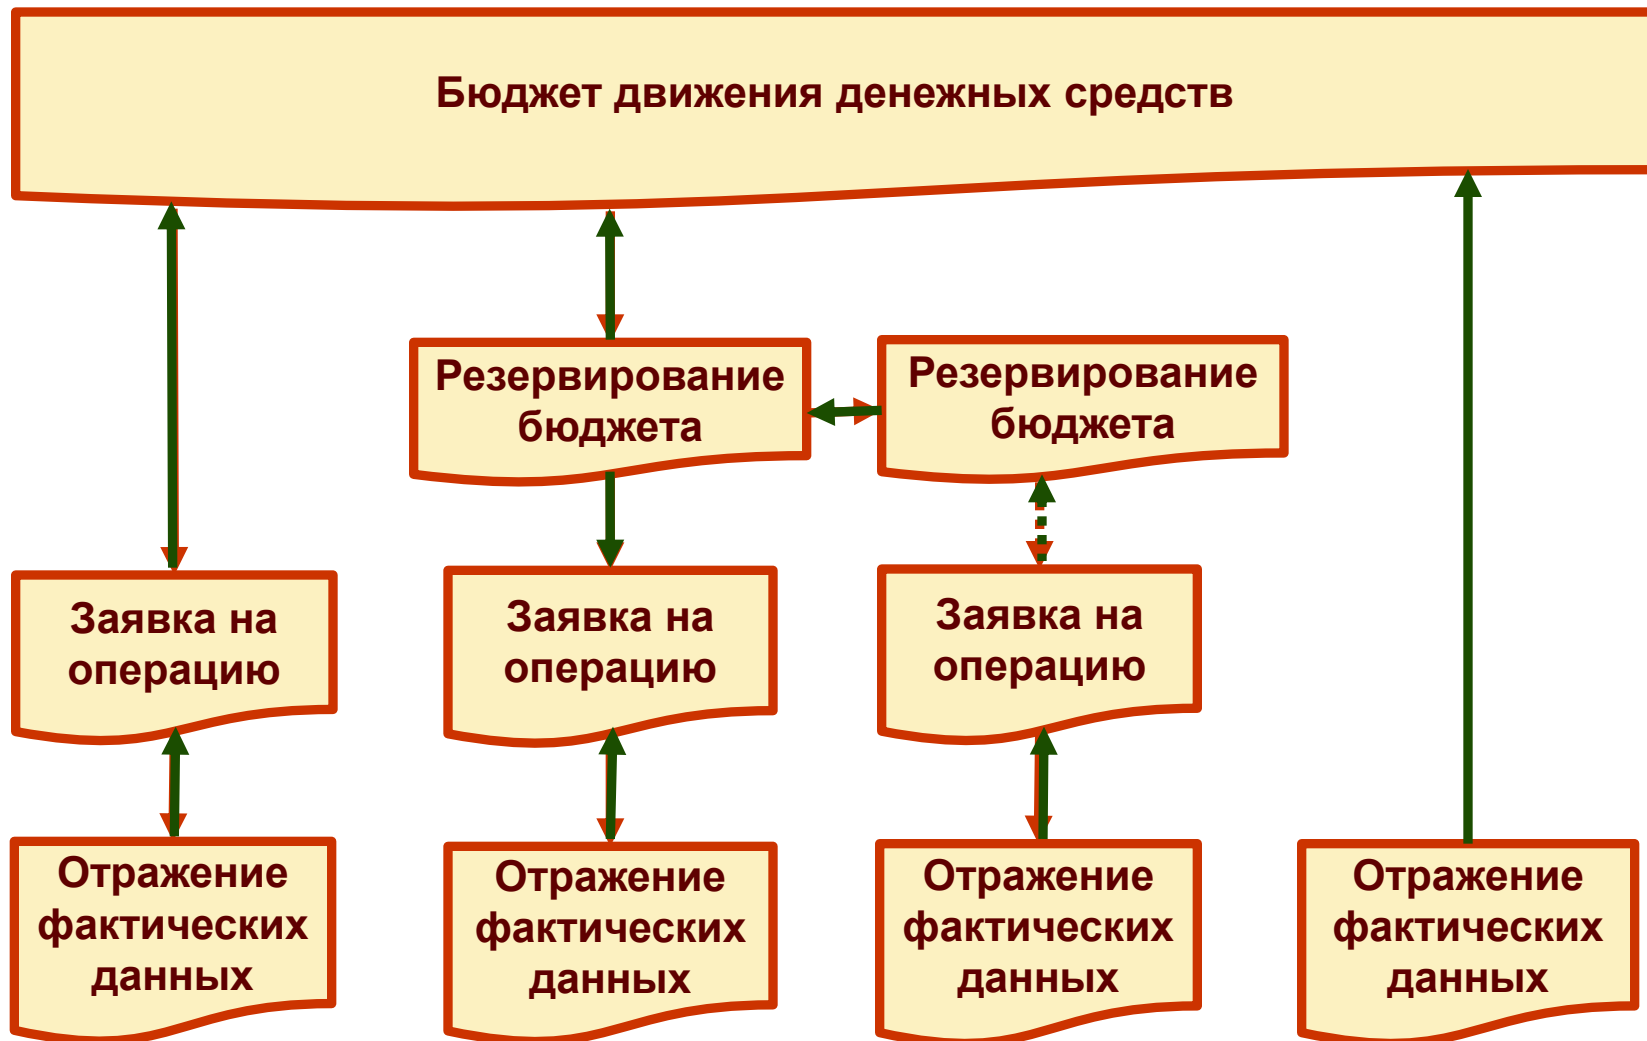 Бюджет движения денежных средств
Резервирование
бюджета
Резервирование
бюджета
Заявка на
операцию
Заявка на
операцию
Заявка на
операцию
Отражение
фактических
данных
Отражение
фактических
данных
Отражение
фактических
данных
Отражение
фактических
данных